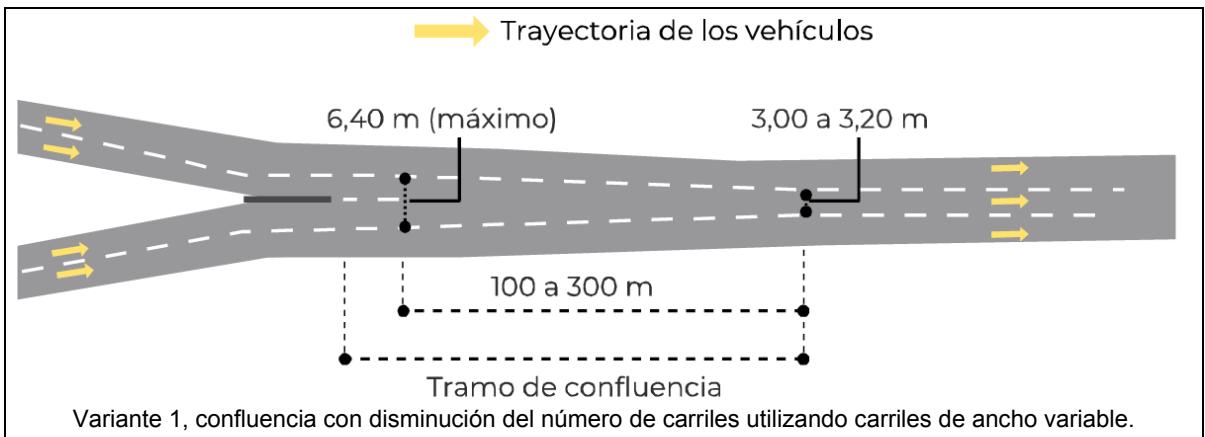 Trayectoria de los vehículos
6,40 m (máximo)
3,00 a 3,20 m
100 a 300 m
Tramo de confluencia
Variante 1, confluencia con disminución del número de carriles utilizando carriles de ancho variable.